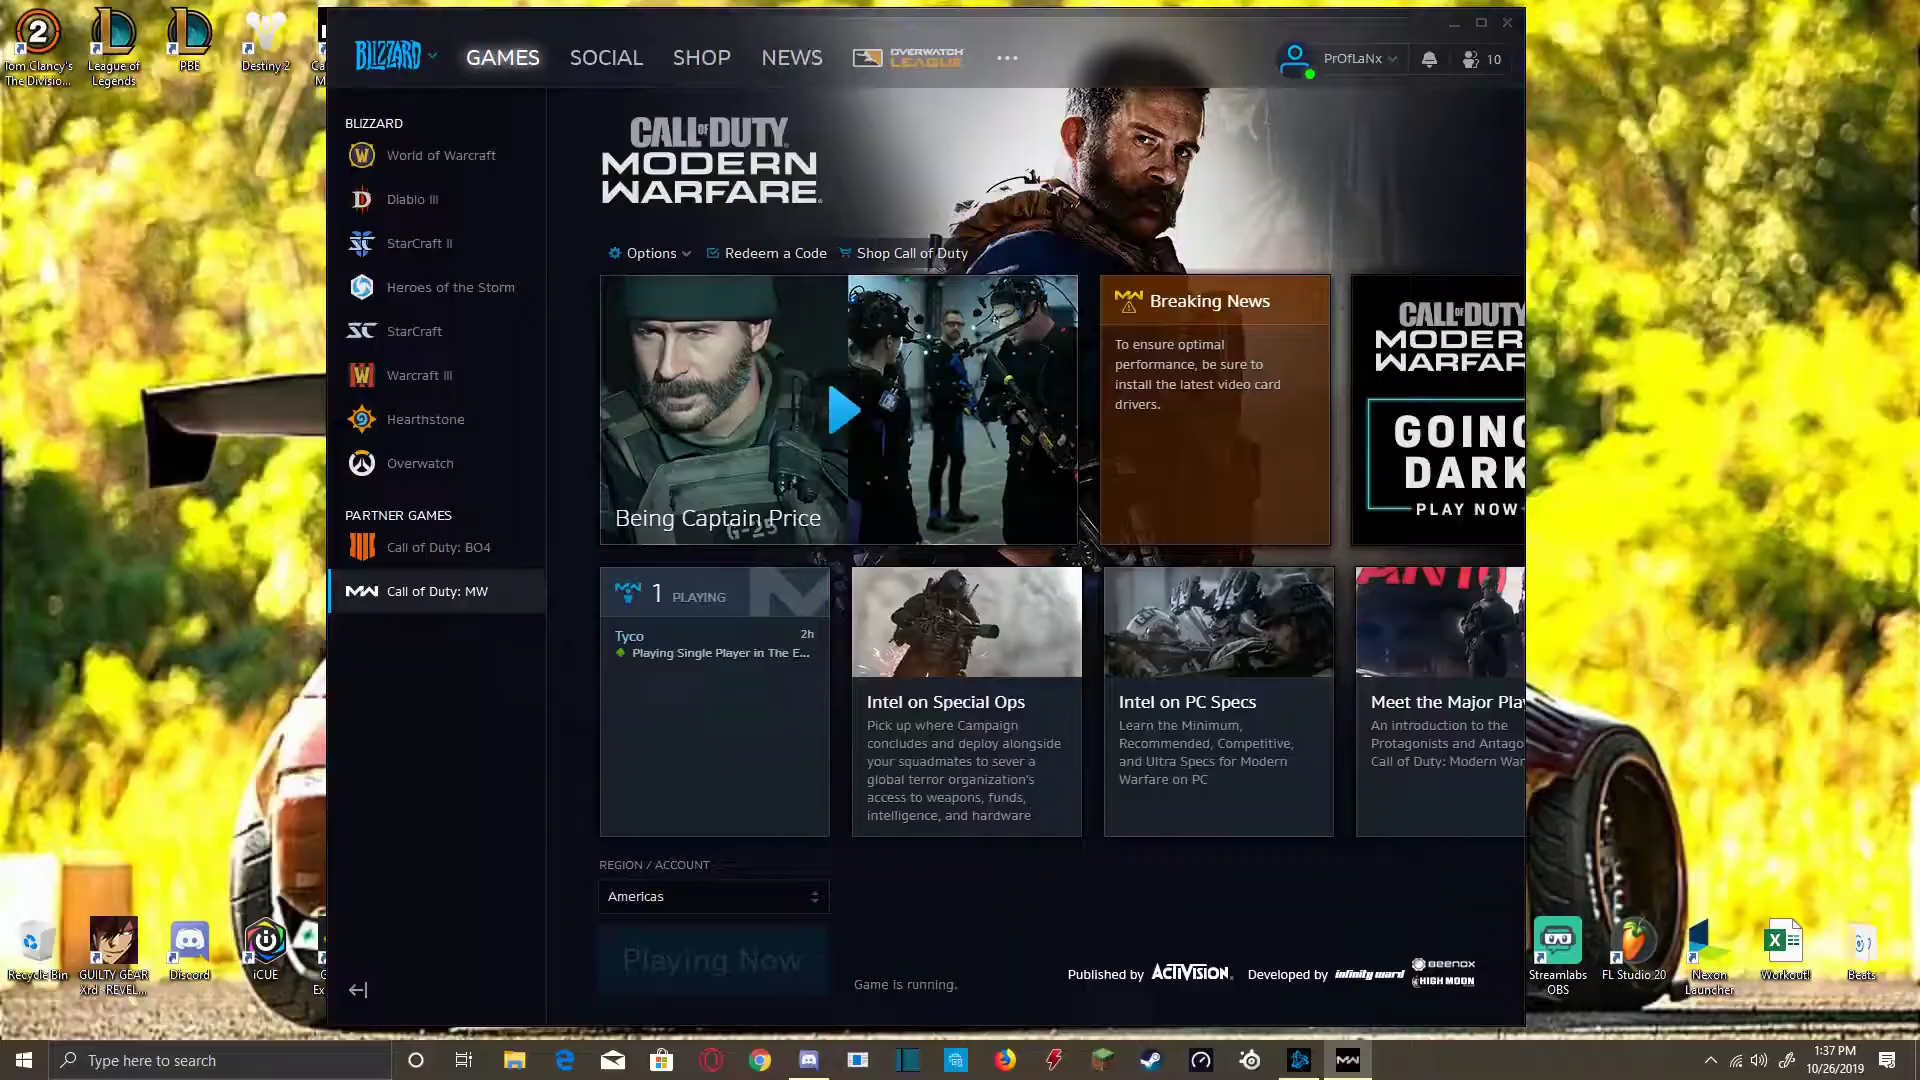 Tom Clancy's
The Divisio...
League of
Legends
PBE
Destiny 2
BLIZZARD
GAMES
SOCIAL
SHOP
NEWS
OVERWATCH
LEAGUE
PrOfLaNx
10
BLIZZARD
World of Warcraft
Diablo III
StarCraft II
Heroes of the Storm
StarCraft
Warcraft III
Hearthstone
Overwatch
PARTNER GAMES
Call of Duty: BO4
Call of Duty: MW
CALL OF DUTY
MODERN
WARFARE
Options
Redeem a Code
Shop Call of Duty
G-25
Being Captain Price
Breaking News
To ensure optimal
performance, be sure to
install the latest video card
drivers.
CALL OF DUTY
MODER
WARFAR
GOING
DARK
PLAY NOW
1 PLAYING
Tyco
2h
Playing Single Player in The E...
Intel on Special Ops
Pick up where Campaign
concludes and deploy alongside
your squadmates to sever a
global terror organization's
access to weapons, funds,
intelligence, and hardware
Intel on PC Specs
Learn the Minimum,
Recommended, Competitive,
and Ultra Specs for Modern
Warfare on PC
Meet the Major Play
An introduction to the
Protagonists and Antago
Call of Duty: Modern War
REGION / ACCOUNT
Americas
Playing Now
Game is running.
Published by ACTIVISION.
Developed by infinity ward
BEENOX
HIGH MOON
Recycle Bin
GUILTY GEAR
Xrd -REVEL...
Discord
iCUE
Streamlabs
OBS
FL Studio 20
Nexon
Launcher
Workout!
Beats
Type here to search
1:37 PM
10/26/2019